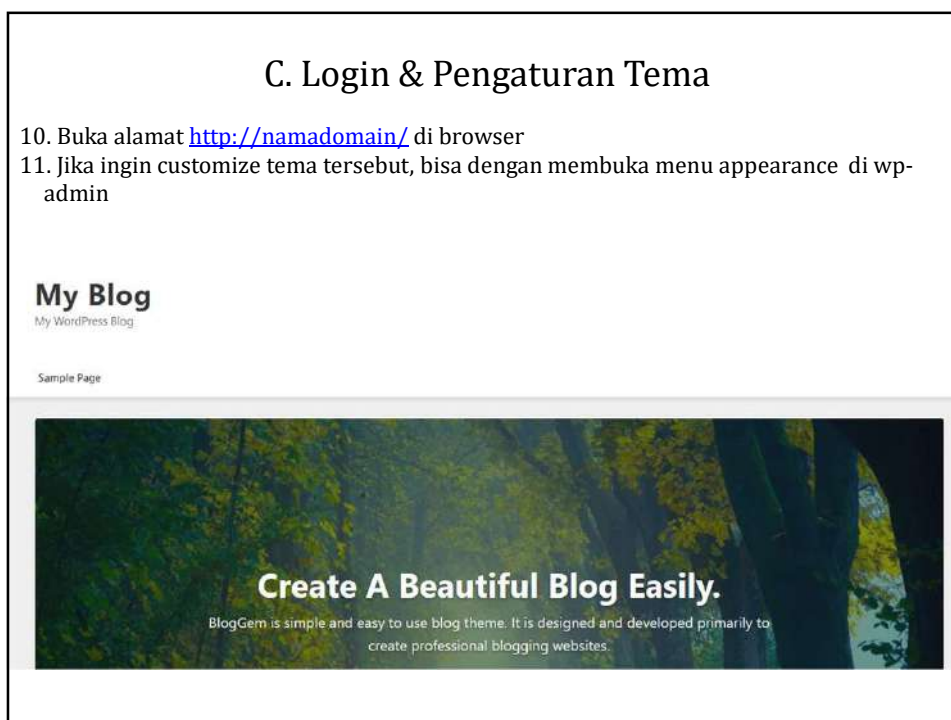 C. Login & Pengaturan Tema
10. Buka alamat http://namadomain/ di browser
11. Jika ingin customize tema tersebut, bisa dengan membuka menu appearance di wp-
admin
My Blog
My WordPress Blog
Sample Page
Create A Beautiful Blog Easily.
BlogGem is simple and easy to use blog theme. It is designed and developed primarily to
create professional blogging websites.